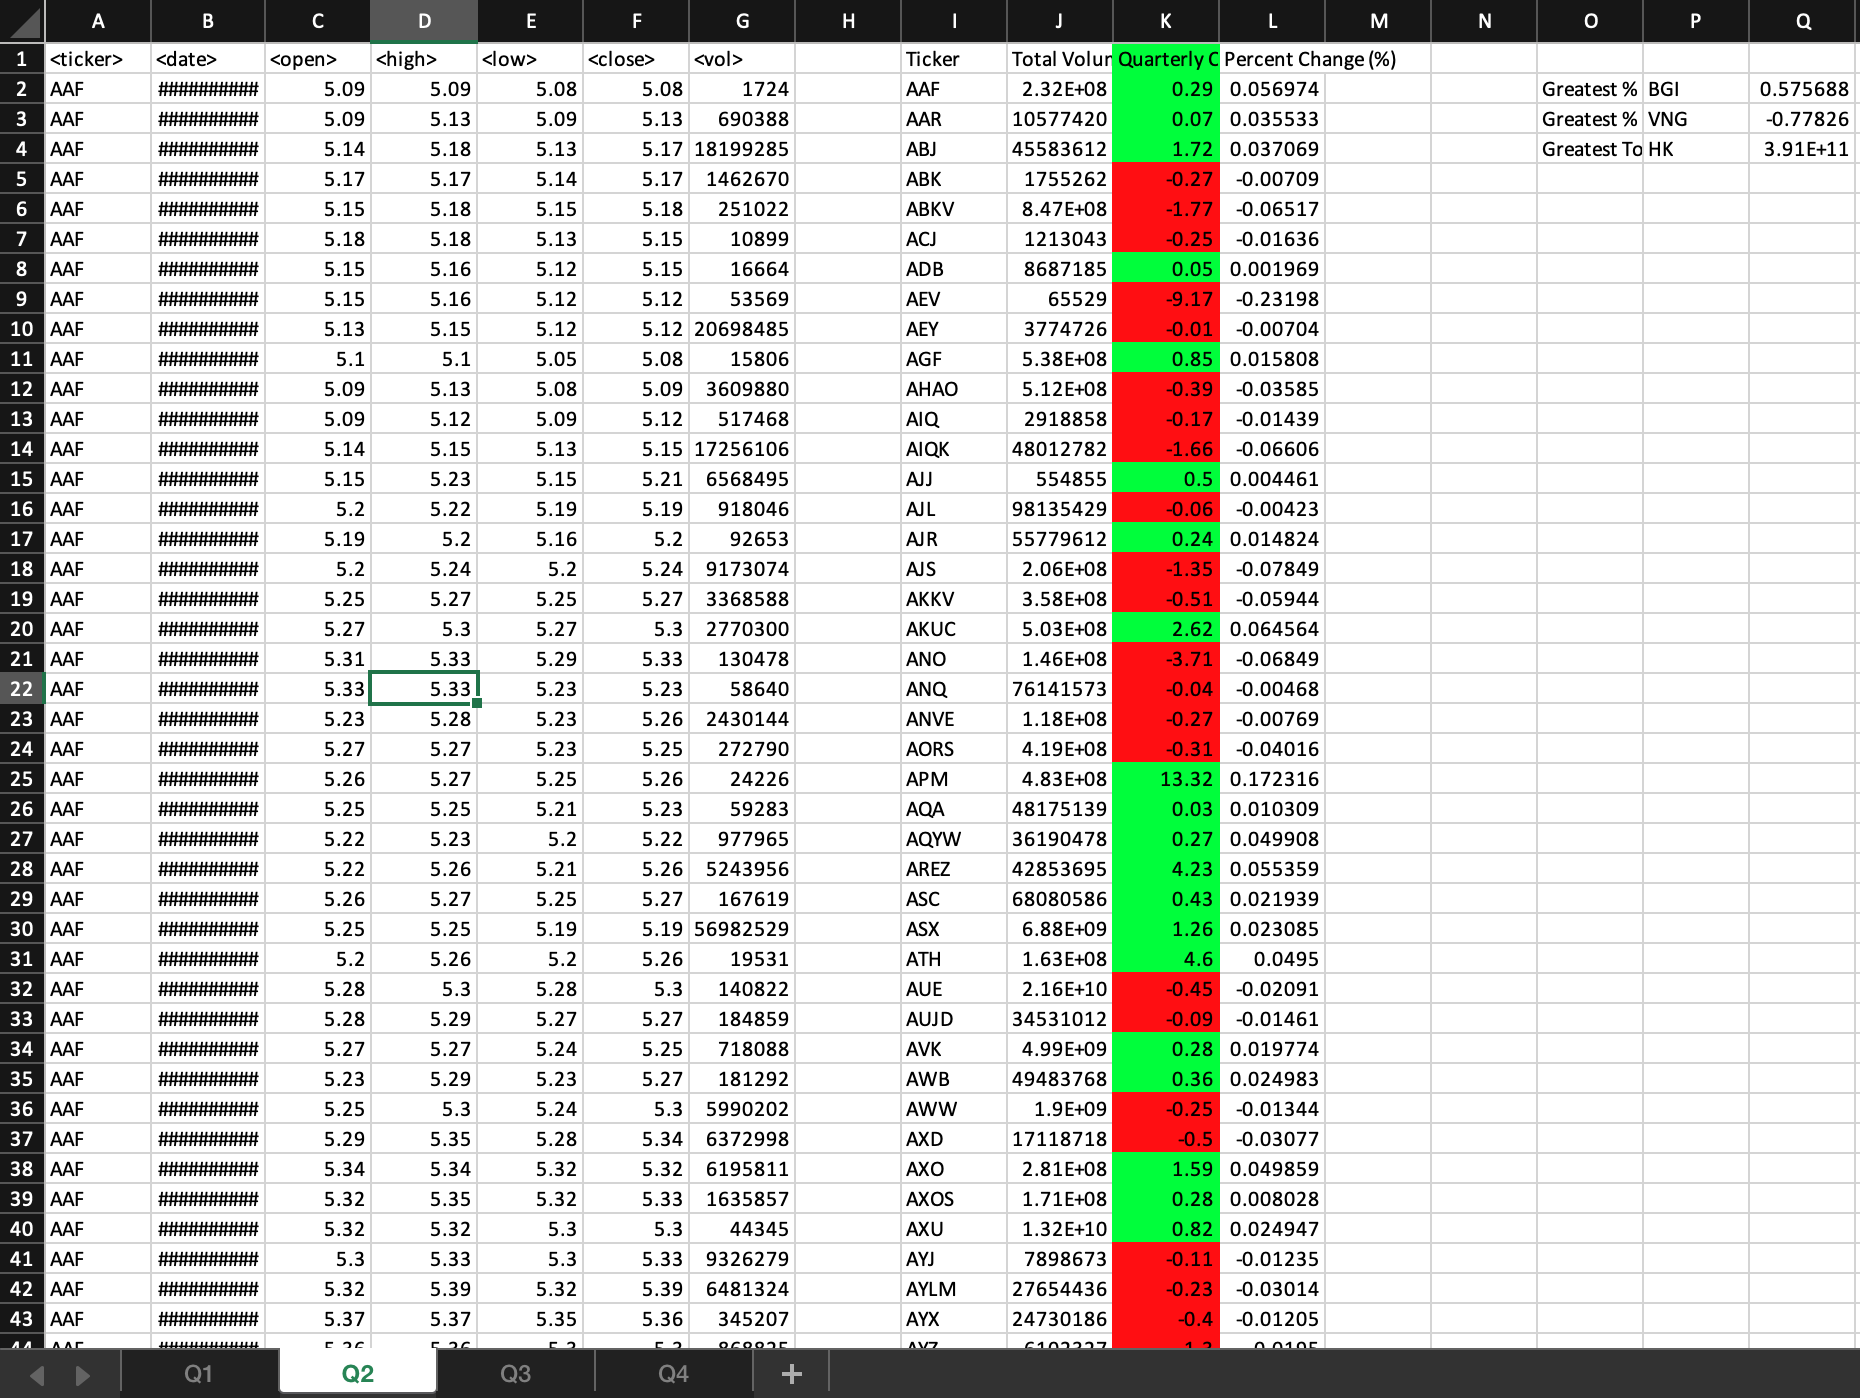 A B C D E F G H I J K L M N O P Q
1 <ticker> <date> <open> <high> <low> <close> <vol> Ticker Total Volum Quarterly C Percent Change (%)
2 AAF ########## 5.09 5.09 5.08 5.08 1724 AAF 2.32E+08 0.29 0.056974 Greatest % BGI 0.575688
3 AAF ########## 5.09 5.13 5.09 5.13 690388 AAR 10577420 0.07 0.035533 Greatest % VNG -0.77826
4 AAF ########## 5.14 5.18 5.13 5.17 18199285 ABJ 45583612 1.72 0.037069 Greatest To HK 3.91E+11
5 AAF ########## 5.17 5.17 5.14 5.17 1462670 ABK 1755262 -0.27 -0.00709
6 AAF ########## 5.15 5.18 5.15 5.18 251022 ABKV 8.47E+08 -1.77 -0.06517
7 AAF ########## 5.18 5.18 5.13 5.15 10899 ACJ 1213043 -0.25 -0.01636
8 AAF ########## 5.15 5.16 5.12 5.15 16664 ADB 8687185 0.05 0.001969
9 AAF ########## 5.15 5.16 5.12 5.12 53569 AEV 65529 -9.17 -0.23198
10 AAF ########## 5.13 5.15 5.12 5.12 20698485 AEY 3774726 -0.01 -0.00704
11 AAF ########## 5.1 5.1 5.05 5.08 15806 AGF 5.38E+08 0.85 0.015808
12 AAF ########## 5.09 5.13 5.08 5.09 3609880 AHAO 5.12E+08 -0.39 -0.03585
13 AAF ########## 5.09 5.12 5.09 5.12 517468 AIQ 2918858 -0.17 -0.01439
14 AAF ########## 5.14 5.15 5.13 5.15 17256106 AIQK 48012782 -1.66 -0.06606
15 AAF ########## 5.15 5.23 5.15 5.21 6568495 AJJ 554855 0.5 0.004461
16 AAF ########## 5.2 5.22 5.19 5.19 918046 AJL 98135429 -0.06 -0.00423
17 AAF ########## 5.19 5.2 5.16 5.2 92653 AJR 55779612 0.24 0.014824
18 AAF ########## 5.2 5.24 5.2 5.24 9173074 AJS 2.06E+08 -1.35 -0.07849
19 AAF ########## 5.25 5.27 5.25 5.27 3368588 AKKV 3.58E+08 -0.51 -0.05944
20 AAF ########## 5.27 5.3 5.27 5.3 2770300 AKUC 5.03E+08 2.62 0.064564
21 AAF ########## 5.31 5.33 5.29 5.33 130478 ANO 1.46E+08 -3.71 -0.06849
22 AAF ########## 5.33 5.33 5.23 5.23 58640 ANQ 76141573 -0.04 -0.00468
23 AAF ########## 5.23 5.28 5.23 5.26 2430144 ANVE 1.18E+08 -0.27 -0.00769
24 AAF ########## 5.27 5.27 5.23 5.25 272790 AORS 4.19E+08 -0.31 -0.04016
25 AAF ########## 5.26 5.27 5.25 5.26 24226 APM 4.83E+08 13.32 0.172316
26 AAF ########## 5.25 5.25 5.21 5.23 59283 AQA 48175139 0.03 0.010309
27 AAF ########## 5.22 5.23 5.2 5.22 977965 AQYW 36190478 0.27 0.049908
28 AAF ########## 5.22 5.26 5.21 5.26 5243956 AREZ 42853695 4.23 0.055359
29 AAF ########## 5.26 5.27 5.25 5.27 167619 ASC 68080586 0.43 0.021939
30 AAF ########## 5.25 5.25 5.19 5.19 56982529 ASX 6.88E+09 1.26 0.023085
31 AAF ########## 5.2 5.26 5.2 5.26 19531 ATH 1.63E+08 4.6 0.0495
32 AAF ########## 5.28 5.3 5.28 5.3 140822 AUE 2.16E+10 -0.45 -0.02091
33 AAF ########## 5.28 5.29 5.27 5.27 184859 AUJD 34531012 -0.09 -0.01461
34 AAF ########## 5.27 5.27 5.24 5.25 718088 AVK 4.99E+09 0.28 0.019774
35 AAF ########## 5.23 5.29 5.23 5.27 181292 AWB 49483768 0.36 0.024983
36 AAF ########## 5.25 5.3 5.24 5.3 5990202 AWW 1.9E+09 -0.25 -0.01344
37 AAF ########## 5.29 5.35 5.28 5.34 6372998 AXD 17118718 -0.5 -0.03077
38 AAF ########## 5.34 5.34 5.32 5.32 6195811 AXO 2.81E+08 1.59 0.049859
39 AAF ########## 5.32 5.35 5.32 5.33 1635857 AXOS 1.71E+08 0.28 0.008028
40 AAF ########## 5.32 5.32 5.3 5.3 44345 AXU 1.32E+10 0.82 0.024947
41 AAF ########## 5.3 5.33 5.3 5.33 9326279 AYJ 7898673 -0.11 -0.01235
42 AAF ########## 5.32 5.39 5.32 5.39 6481324 AYLM 27654436 -0.23 -0.03014
43 AAF ########## 5.37 5.37 5.35 5.36 345207 AYX 24730186 -0.4 -0.01205
Q1 Q2 Q3 Q4 +